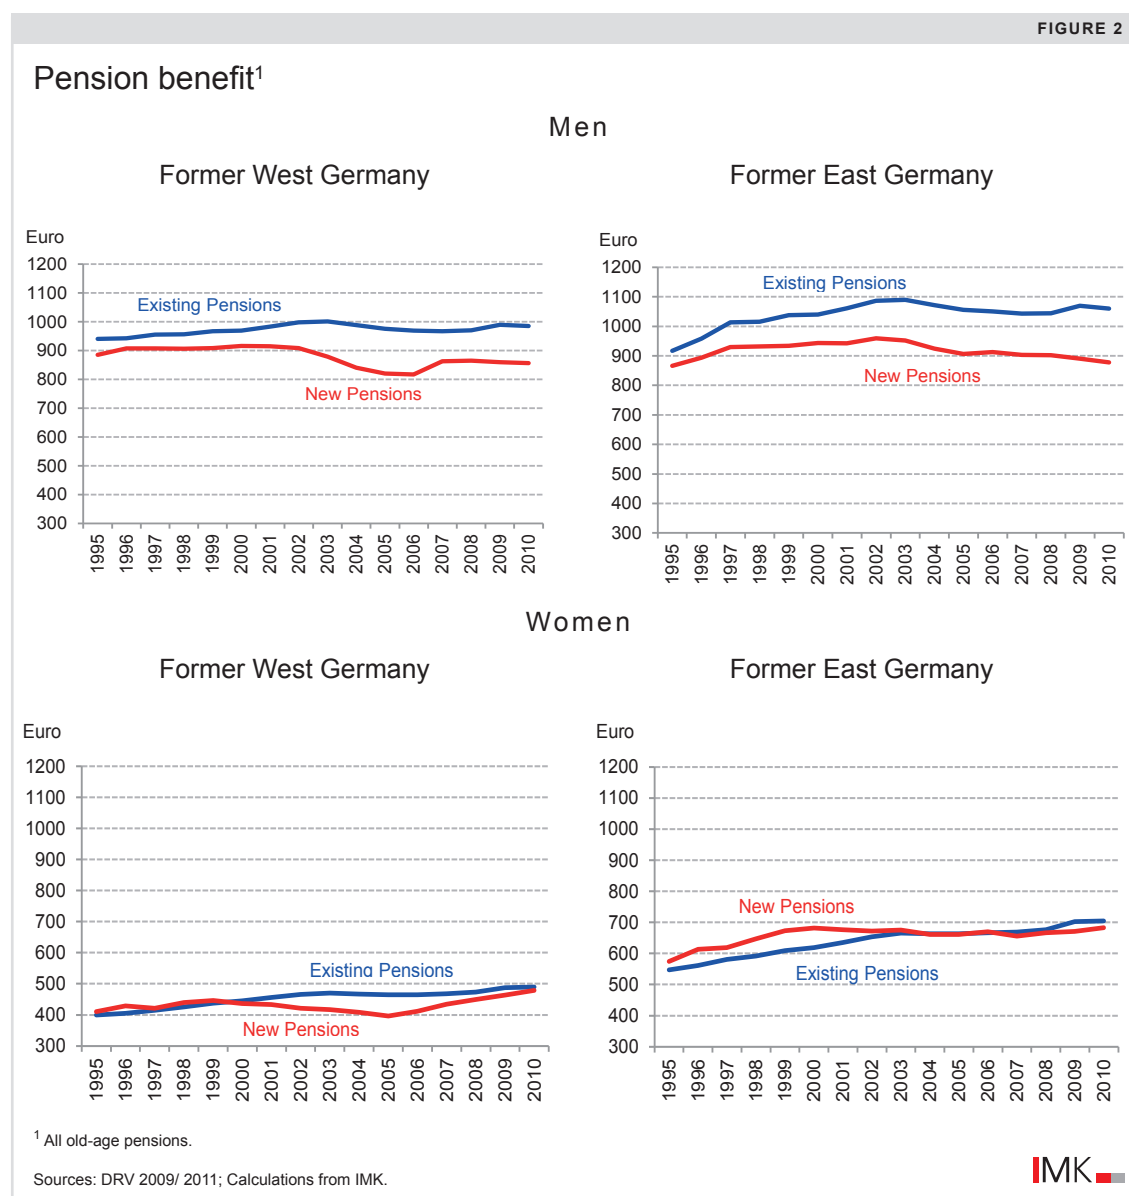 FIGURE 2
Pension benefit¹
Men
Former West Germany
Former East Germany
Euro
1200
1100
1000
900
800
700
600
500
400
300
Existing Pensions
New Pensions
1995 1996 1997 1998 1999 2000 2001 2002 2003 2004 2005 2006 2007 2008 2009 2010
Euro
1200
1100
1000
900
800
700
600
500
400
300
Existing Pensions
New Pensions
1995 1996 1997 1998 1999 2000 2001 2002 2003 2004 2005 2006 2007 2008 2009 2010
Women
Former West Germany
Former East Germany
Euro
1200
1100
1000
900
800
700
600
500
400
300
Existing Pensions
New Pensions
1995 1996 1997 1998 1999 2000 2001 2002 2003 2004 2005 2006 2007 2008 2009 2010
Euro
1200
1100
1000
900
800
700
600
500
400
300
New Pensions
Existing Pensions
1995 1996 1997 1998 1999 2000 2001 2002 2003 2004 2005 2006 2007 2008 2009 2010
¹ All old-age pensions.
Sources: DRV 2009/ 2011; Calculations from IMK.
IMK